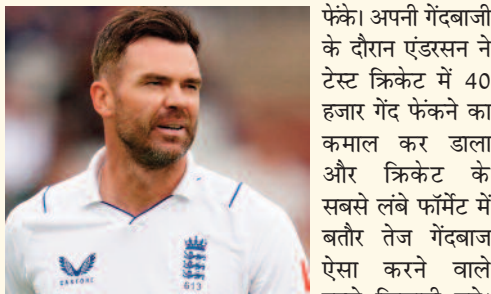 फेंके। अपनी गेंदबाजी
के दौरान एंडरसन ने
टेस्ट क्रिकेट में 40
हजार गेंद फेंकने का
कमाल कर डाला
और क्रिकेट के
सबसे लंबे फॉर्मेट में
बतौर तेज गेंदबाज
ऐसा करने वाले
CASTORE
613